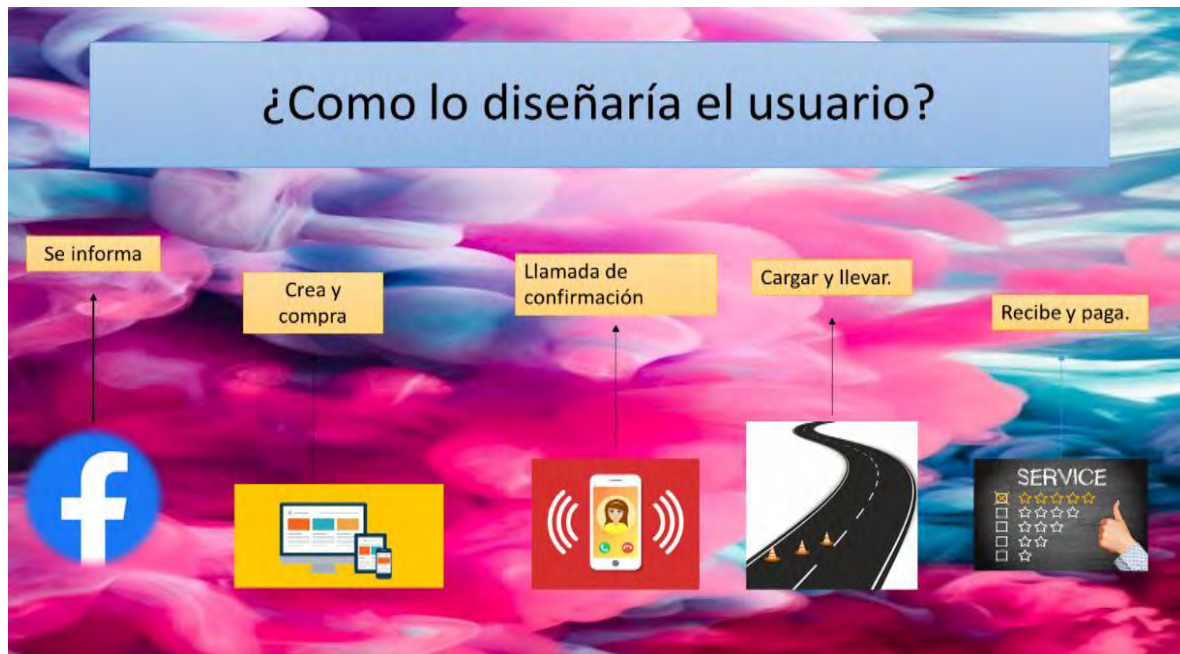 ¿Como lo diseñaría el usuario?
Se informa
Crea y
compra
Llamada de
confirmación
Cargar y llevar.
Recibe y paga.
f
SERVICE